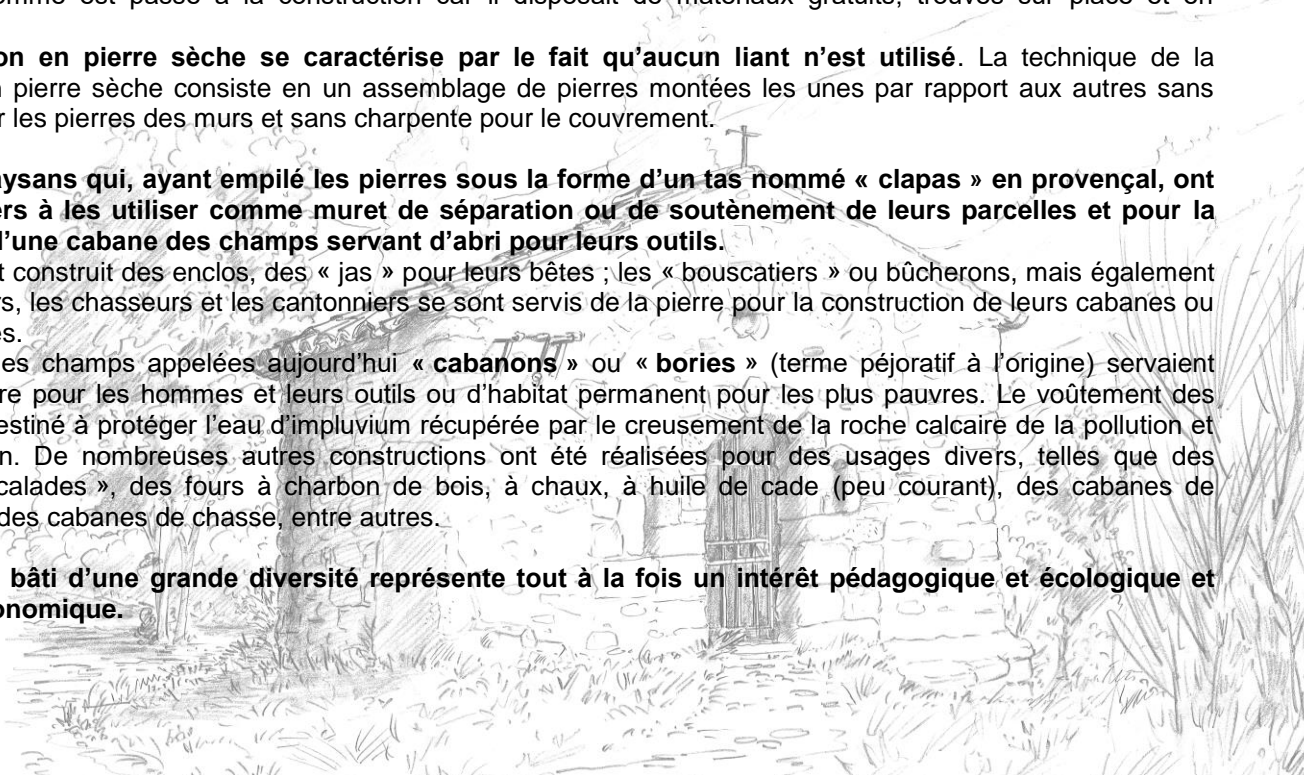 est passé à la construction car il disposait de matériaux gratuits, trouvés sur place et en
on en pierre sèche se caractérise par le fait qu’aucun liant n’est utilisé. La technique de la
pierre sèche consiste en un assemblage de pierres montées les unes par rapport aux autres sans
r les pierres des murs et sans charpente pour le couvrement.
aysans qui, ayant empilé les pierres sous la forme d’un tas nommé « clapas » en provençal, ont
ers à les utiliser comme muret de séparation ou de soutènement de leurs parcelles et pour la
d’une cabane des champs servant d’abri pour leurs outils.
t construit des enclos, des « jas » pour leurs bêtes ; les « bouscatiers » ou bûcherons, mais également
rs, les chasseurs et les cantonniers se sont servis de la pierre pour la construction de leurs cabanes ou
es.
es champs appelées aujourd’hui « cabanons » ou « bories » (terme péjoratif à l’origine) servaient
re pour les hommes et leurs outils ou d’habitat permanent pour les plus pauvres. Le voûtement des
estiné à protéger l’eau d’impluvium récupérée par le creusement de la roche calcaire de la pollution et
n. De nombreuses autres constructions ont été réalisées pour des usages divers, telles que des
calades », des fours à charbon de bois, à chaux, à huile de cade (peu courant), des cabanes de
des cabanes de chasse, entre autres.
bâti d’une grande diversité représente tout à la fois un intérêt pédagogique et écologique et
onomique.